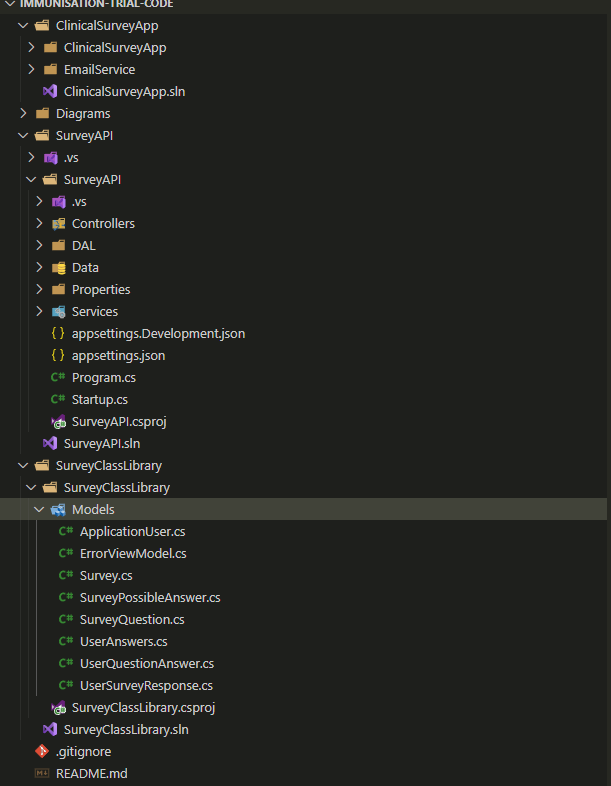 IMMUNISATION-TRIAL-CODE
ClinicalSurveyApp
ClinicalSurveyApp
EmailService
ClinicalSurveyApp.sln
Diagrams
SurveyAPI
.vs
SurveyAPI
.vs
Controllers
DAL
Data
Properties
Services
{ } appsettings.Development.json
{ } appsettings.json
C# Program.cs
C# Startup.cs
SurveyAPI.csproj
SurveyAPI.sln
SurveyClassLibrary
SurveyClassLibrary
Models
C# ApplicationUser.cs
C# ErrorViewModel.cs
C# Survey.cs
C# SurveyPossibleAnswer.cs
C# SurveyQuestion.cs
C# UserAnswers.cs
C# UserQuestionAnswer.cs
C# UserSurveyResponse.cs
SurveyClassLibrary.csproj
SurveyClassLibrary.sln
.gitignore
README.md